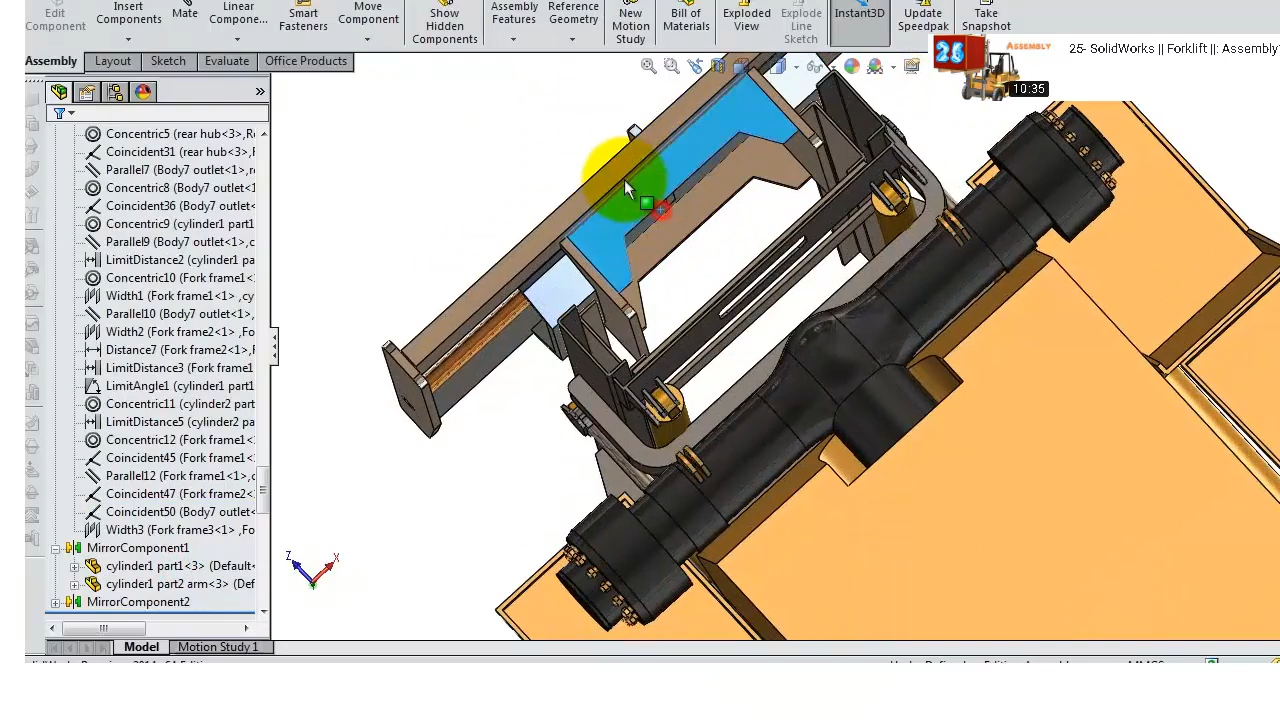 Edit Component
Insert Components
Mate
Linear Compone...
Smart Fasteners
Move Component
Show Hidden Components
Assembly Features
Reference Geometry
New Motion Study
Bill of Materials
Exploded View
Explode Line Sketch
Instant3D
Update Speedpak
Take Snapshot
25
ASSEMBLY
25- SolidWorks || Forklift ||: Assembly
10:35
Assembly
Layout
Sketch
Evaluate
Office Products
Concentric5 (rear hub<3>,R
Coincident31 (rear hub<3>,F
Parallel7 (Body7 outlet<1>,r
Concentric8 (Body7 outlet<1
Coincident36 (Body7 outlet<
Concentric9 (cylinder1 part1
Parallel9 (Body7 outlet<1>,c
LimitDistance2 (cylinder1 pa
Concentric10 (Fork frame1<
Width1 (Fork frame1<1> ,cy
Parallel10 (Body7 outlet<1>
Width2 (Fork frame1<1> ,Fo
Distance7 (Fork frame2<1>,F
LimitDistance3 (cylinder1 pa
LimitAngle1 (cylinder1 part1
Concentric11 (cylinder2 part
LimitDistance5 (cylinder2 pa
Concentric12 (Fork frame1<
Coincident45 (Fork frame1<
Parallel12 (Fork frame1<1>,c
Coincident47 (Fork frame2<
Coincident50 (Body7 outlet<
Width3 (Fork frame3<1> ,Fo
MirrorComponent1
cylinder1 part1<3> (Default<
cylinder1 part2 arm<3> (Def
MirrorComponent2
Z
X
Model
Motion Study 1